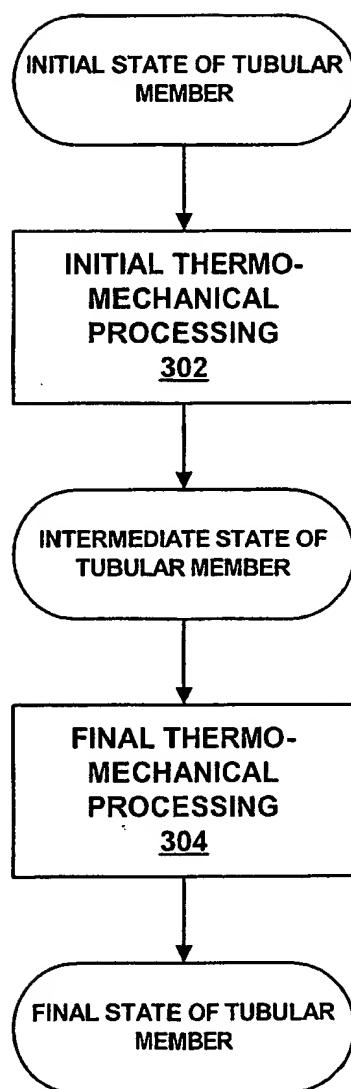 INITIAL STATE OF TUBULAR
MEMBER
INITIAL THERMO-
MECHANICAL
PROCESSING
302
INTERMEDIATE STATE OF
TUBULAR MEMBER
FINAL THERMO-
MECHANICAL
PROCESSING
304
FINAL STATE OF TUBULAR
MEMBER